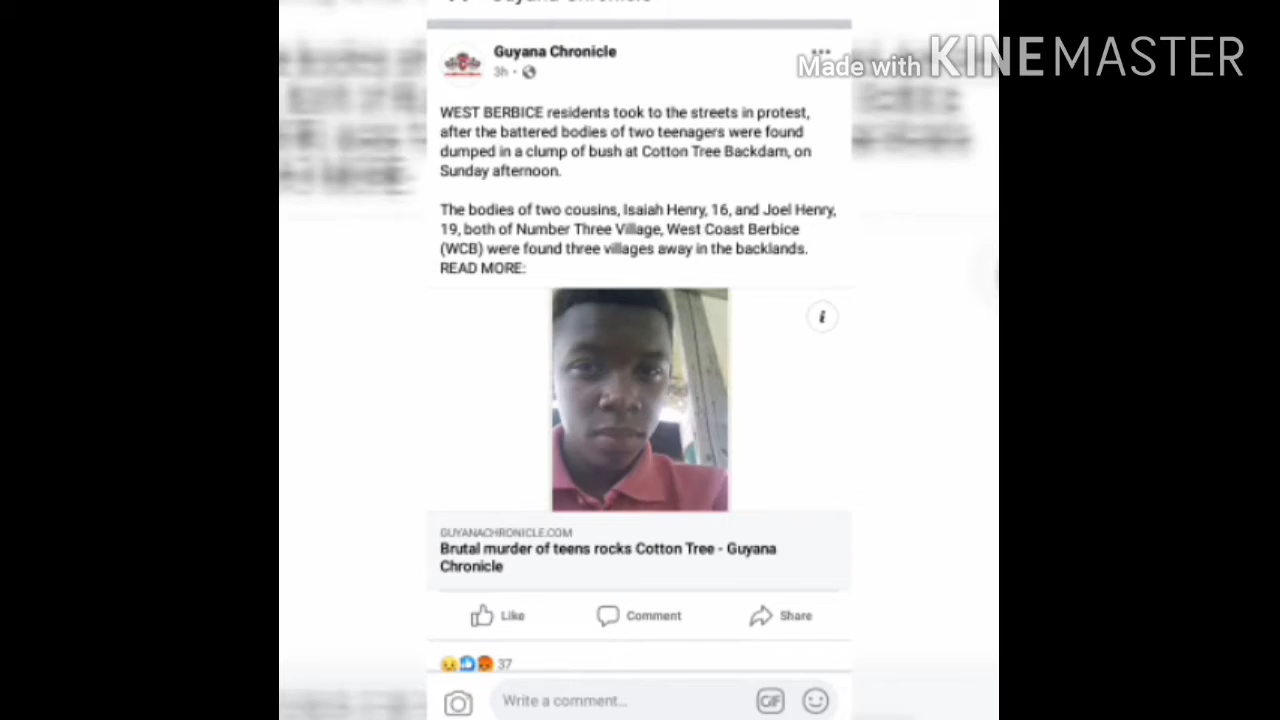 Guyana Chronicle
Made with KINEMASTER
Guyana Chronicle
3h ·
WEST BERBICE residents took to the streets in protest,
after the battered bodies of two teenagers were found
dumped in a clump of bush at Cotton Tree Backdam, on
Sunday afternoon.
The bodies of two cousins, Isaiah Henry, 16, and Joel Henry,
19, both of Number Three Village, West Coast Berbice
(WCB) were found three villages away in the backlands.
READ MORE:
i
GUYANACHRONICLE.COM
Brutal murder of teens rocks Cotton Tree - Guyana
Chronicle
Like Comment Share
37
Write a comment... GIF